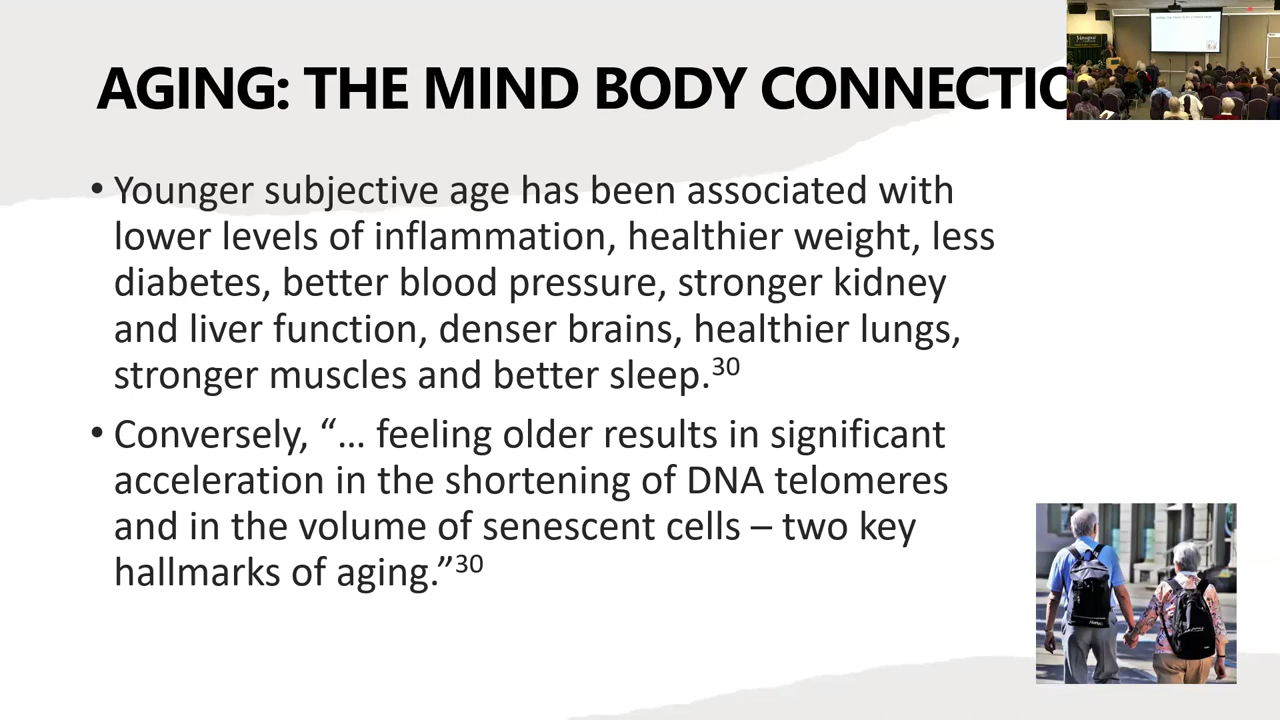 AGING: THE MIND BODY CONNECTIO
• Younger subjective age has been associated with
lower levels of inflammation, healthier weight, less
diabetes, better blood pressure, stronger kidney
and liver function, denser brains, healthier lungs,
stronger muscles and better sleep.30
• Conversely, “… feeling older results in significant
acceleration in the shortening of DNA telomeres
and in the volume of senescent cells – two key
hallmarks of aging.”30